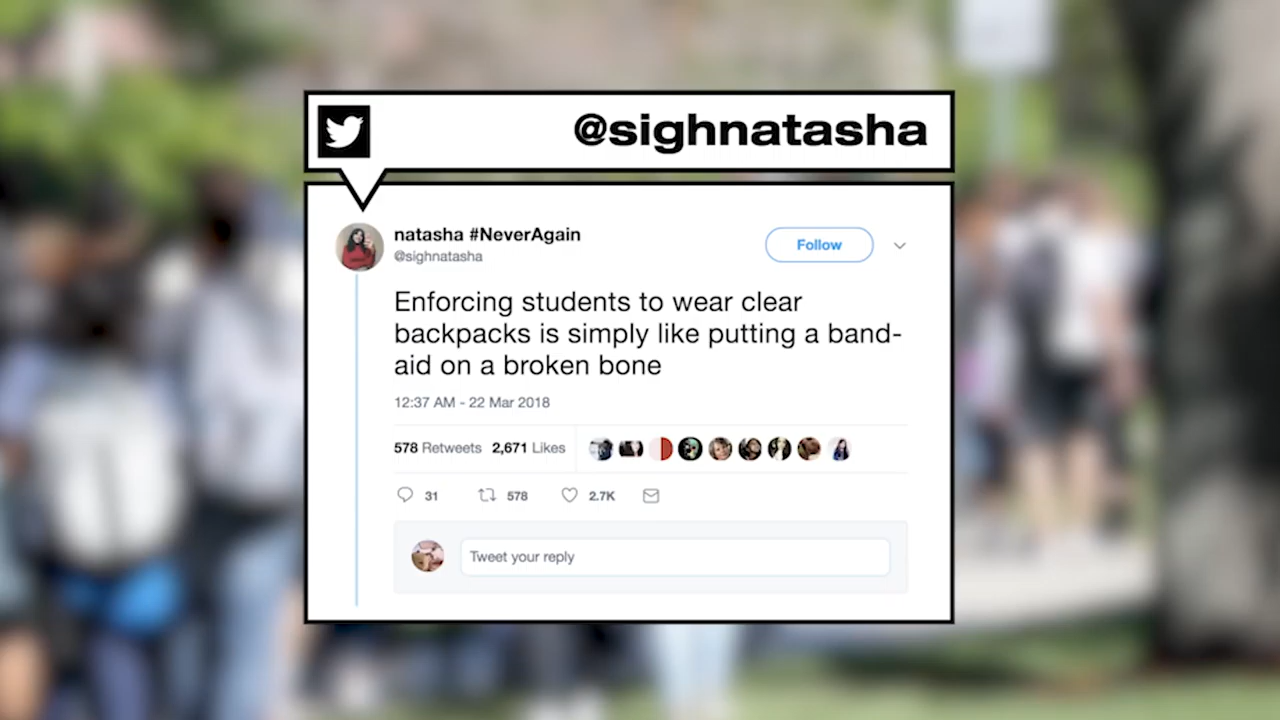 @sighnatasha
natasha #NeverAgain
@sighnatasha
Follow
Enforcing students to wear clear
backpacks is simply like putting a band-
aid on a broken bone
12:37 AM - 22 Mar 2018
578 Retweets 2,671 Likes
31 578 2.7K
Tweet your reply